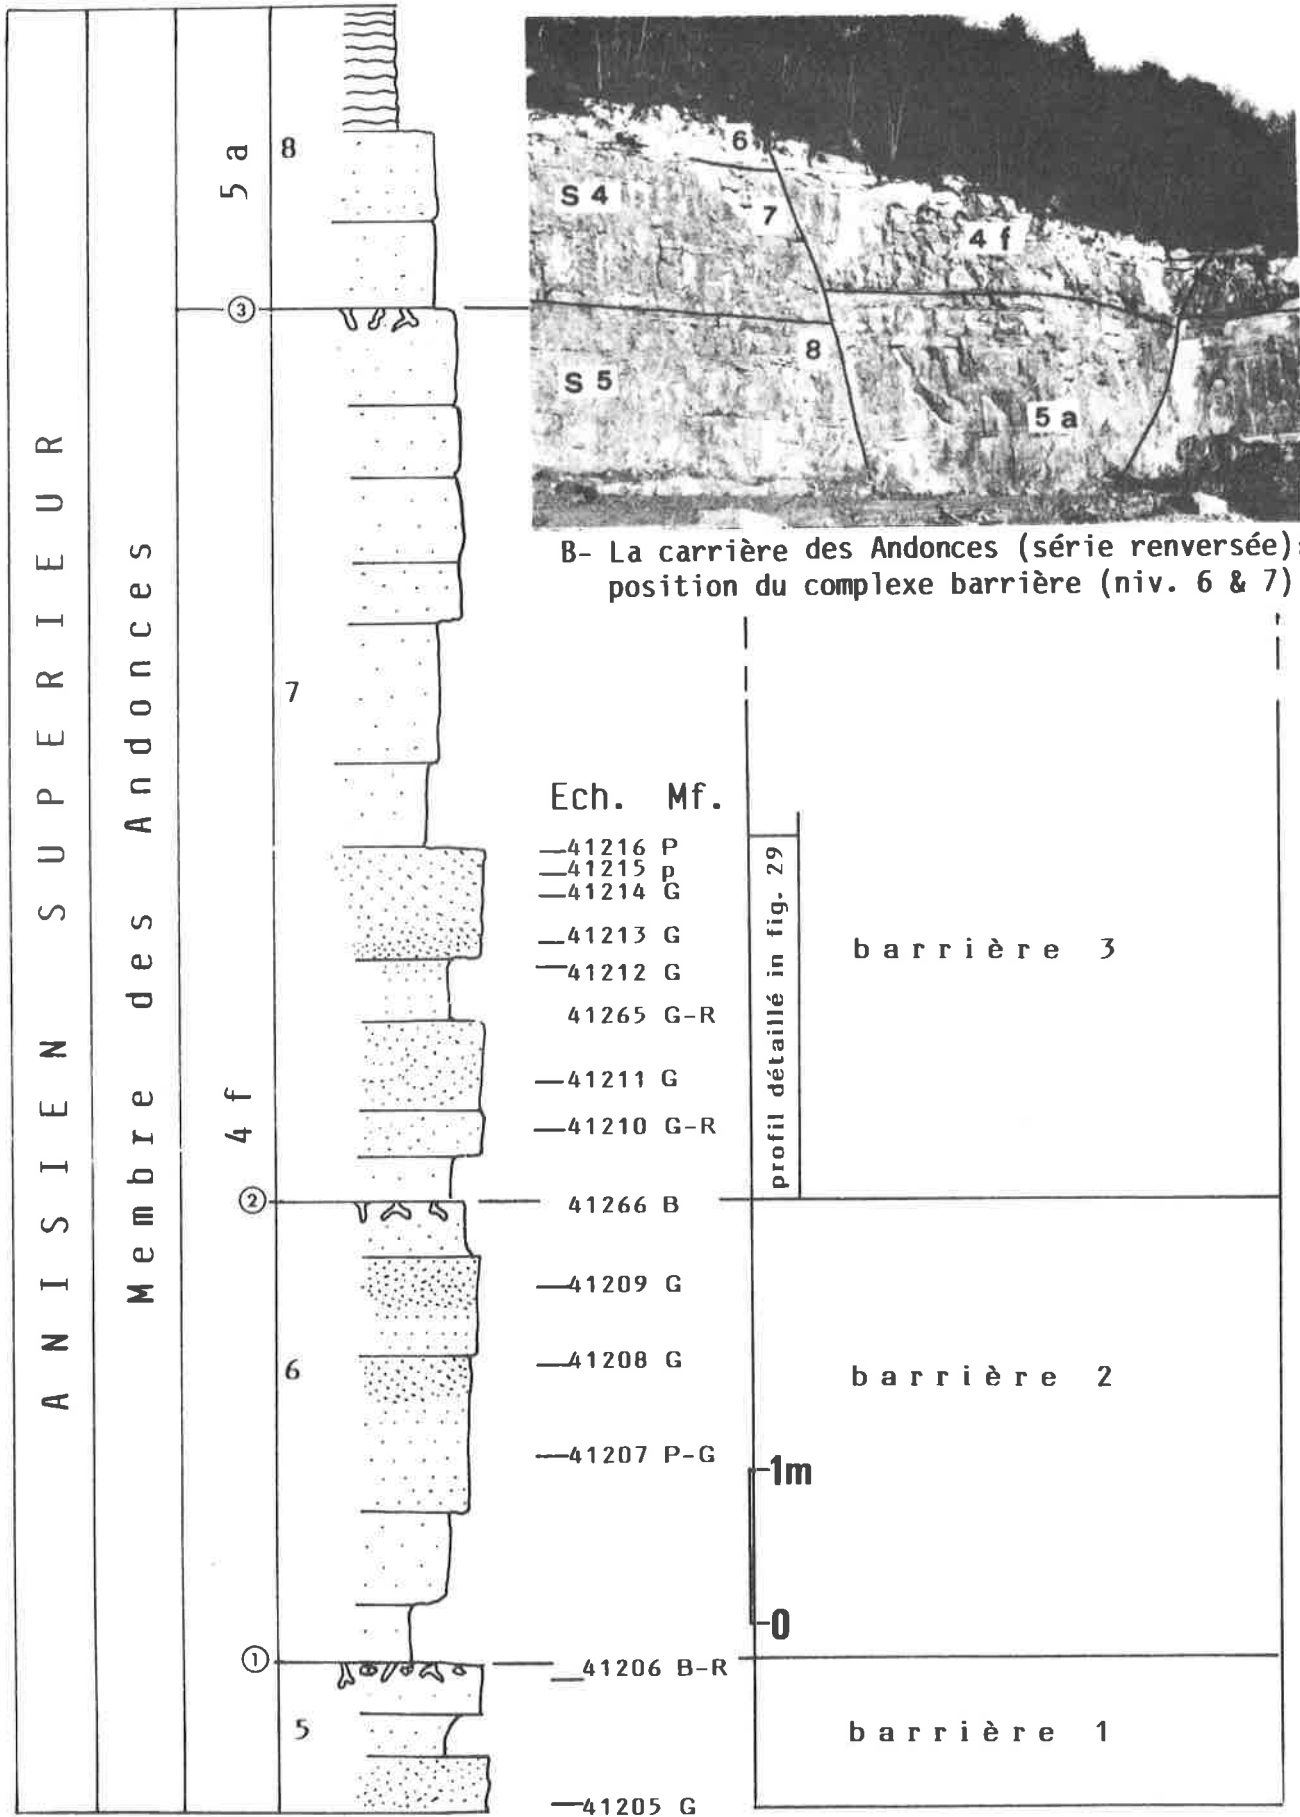 ANISIEN SUPERIEUR
Membre des Andonces
5 a
4 f
8
7
6
5
3
2
1
6
S 4
7
4 f
8
S 5
5 a
B- La carrière des Andonces (série renversée):
position du complexe barrière (niv. 6 & 7)
Ech. Mf.
41216 P
41215 p
41214 G
41213 G
41212 G
41265 G-R
41211 G
41210 G-R
41266 B
41209 G
41208 G
41207 P-G
41206 B-R
41205 G
profil détaillé in fig. 29
barrière 3
barrière 2
1m
0
barrière 1